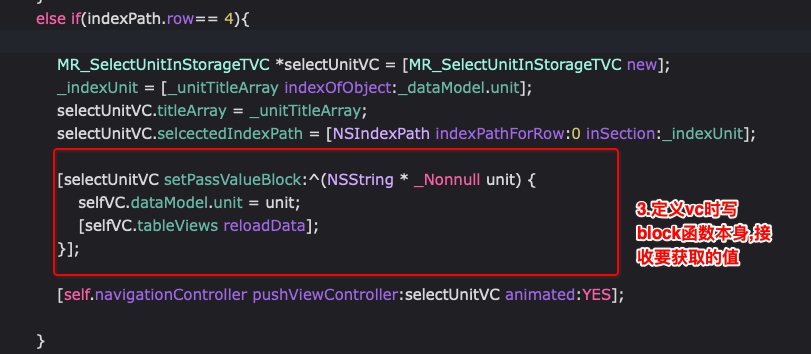 else if(indexPath.row== 4){
MR_SelectUnitInStorageTVC *selectUnitVC = [MR_SelectUnitInStorageTVC new];
_indexUnit = [_unitTitleArray indexOfObject:_dataModel.unit];
selectUnitVC.titleArray = _unitTitleArray;
selectUnitVC.selcectedIndexPath = [NSIndexPath indexPathForRow:0 inSection:_indexUnit];
[selectUnitVC setPassValueBlock:^(NSString * _Nonnull unit) {
selfVC.dataModel.unit = unit;
[selfVC.tableViews reloadData];
}];
3.定义vc时写
block函数本身,接
收要获取的值
[self.navigationController pushViewController:selectUnitVC animated:YES];
}